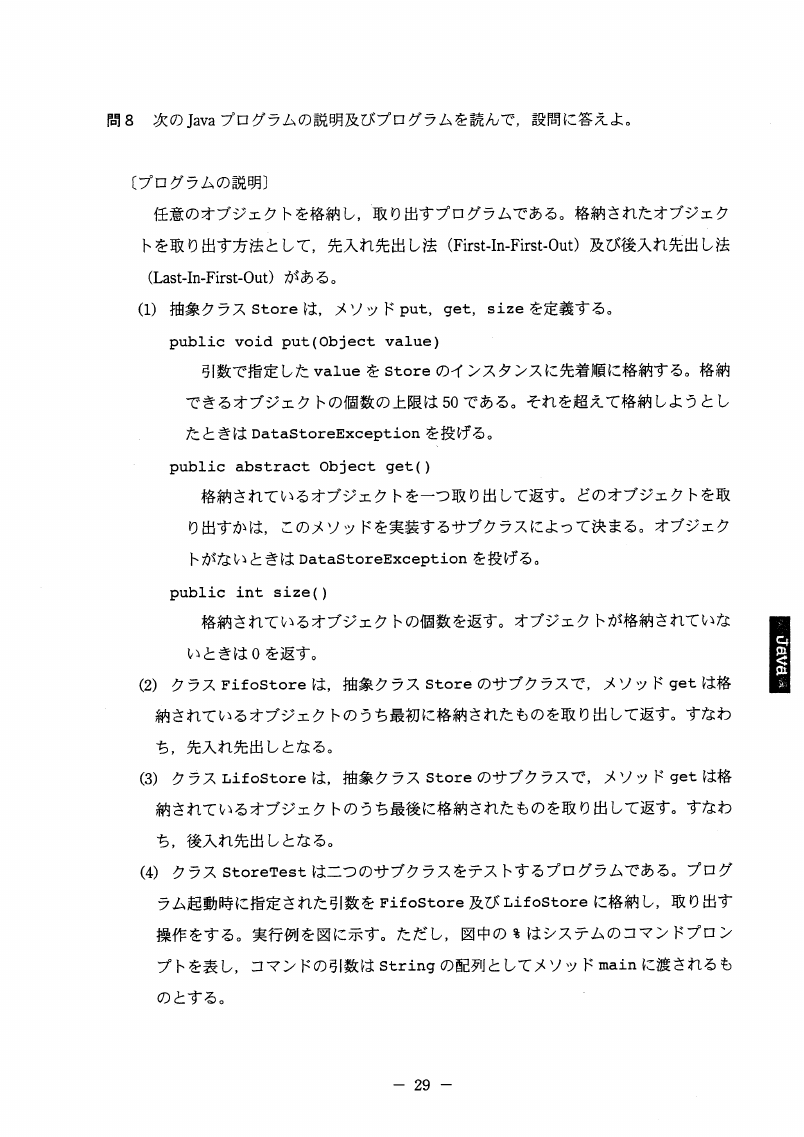 問8 次のJavaプログラムの説明及びプログラムを読んで，設問に答えよ。
〔プログラムの説明〕
任意のオブジェクトを格納し，取り出すプログラムである。格納されたオブジェク
トを取り出す方法として，先入れ先出し法（First-In-First-Out）及び後入れ先出し法
（Last-In-First-Out）がある。
(1) 抽象クラス Store は，メソッド put，get，size を定義する。
public void put(Object value)
引数で指定した value を Store のインスタンスに先着順に格納する。格納
できるオブジェクトの個数の上限は 50 である。それを超えて格納しようとし
たときは DataStoreException を投げる。
public abstract Object get()
格納されているオブジェクトを一つ取り出して返す。どのオブジェクトを取
り出すかは，このメソッドを実装するサブクラスによって決まる。オブジェク
トがないときは DataStoreException を投げる。
public int size()
格納されているオブジェクトの個数を返す。オブジェクトが格納されていな
いときは 0 を返す。
(2) クラス FifoStore は，抽象クラス Store のサブクラスで，メソッド get は格
納されているオブジェクトのうち最初に格納されたものを取り出して返す。すなわ
ち，先入れ先出しとなる。
(3) クラス LifoStore は，抽象クラス Store のサブクラスで，メソッド get は格
納されているオブジェクトのうち最後に格納されたものを取り出して返す。すなわ
ち，後入れ先出しとなる。
(4) クラス StoreTest は二つのサブクラスをテストするプログラムである。プログ
ラム起動時に指定された引数を FifoStore 及び LifoStore に格納し，取り出す
操作をする。実行例を図に示す。ただし，図中の % はシステムのコマンドプロン
プトを表し，コマンドの引数は String の配列としてメソッド main に渡されるも
のとする。
Java
－ 29 －